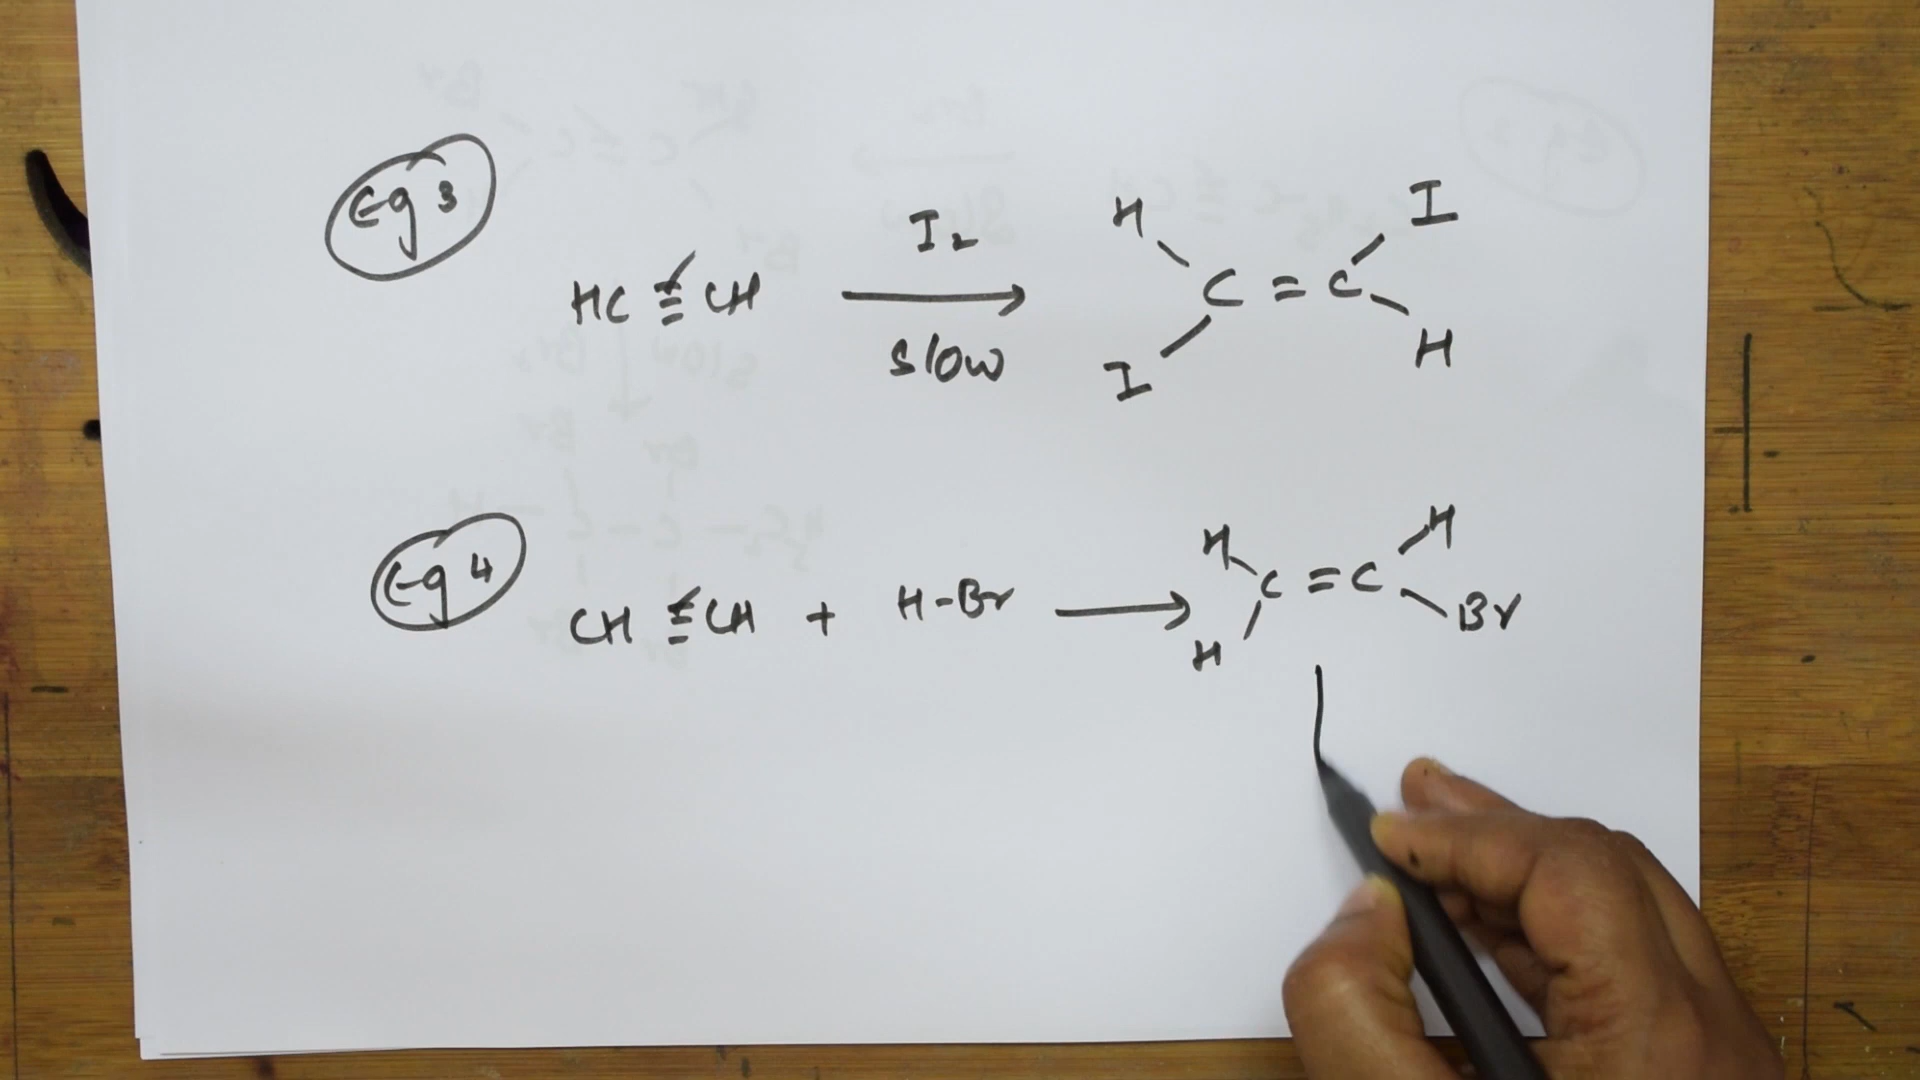 Eg 3
HC ≡ CH I₂ slow → H I C = C I H
Eg 4
CH ≡ CH + H-Br → H H C = C H Br